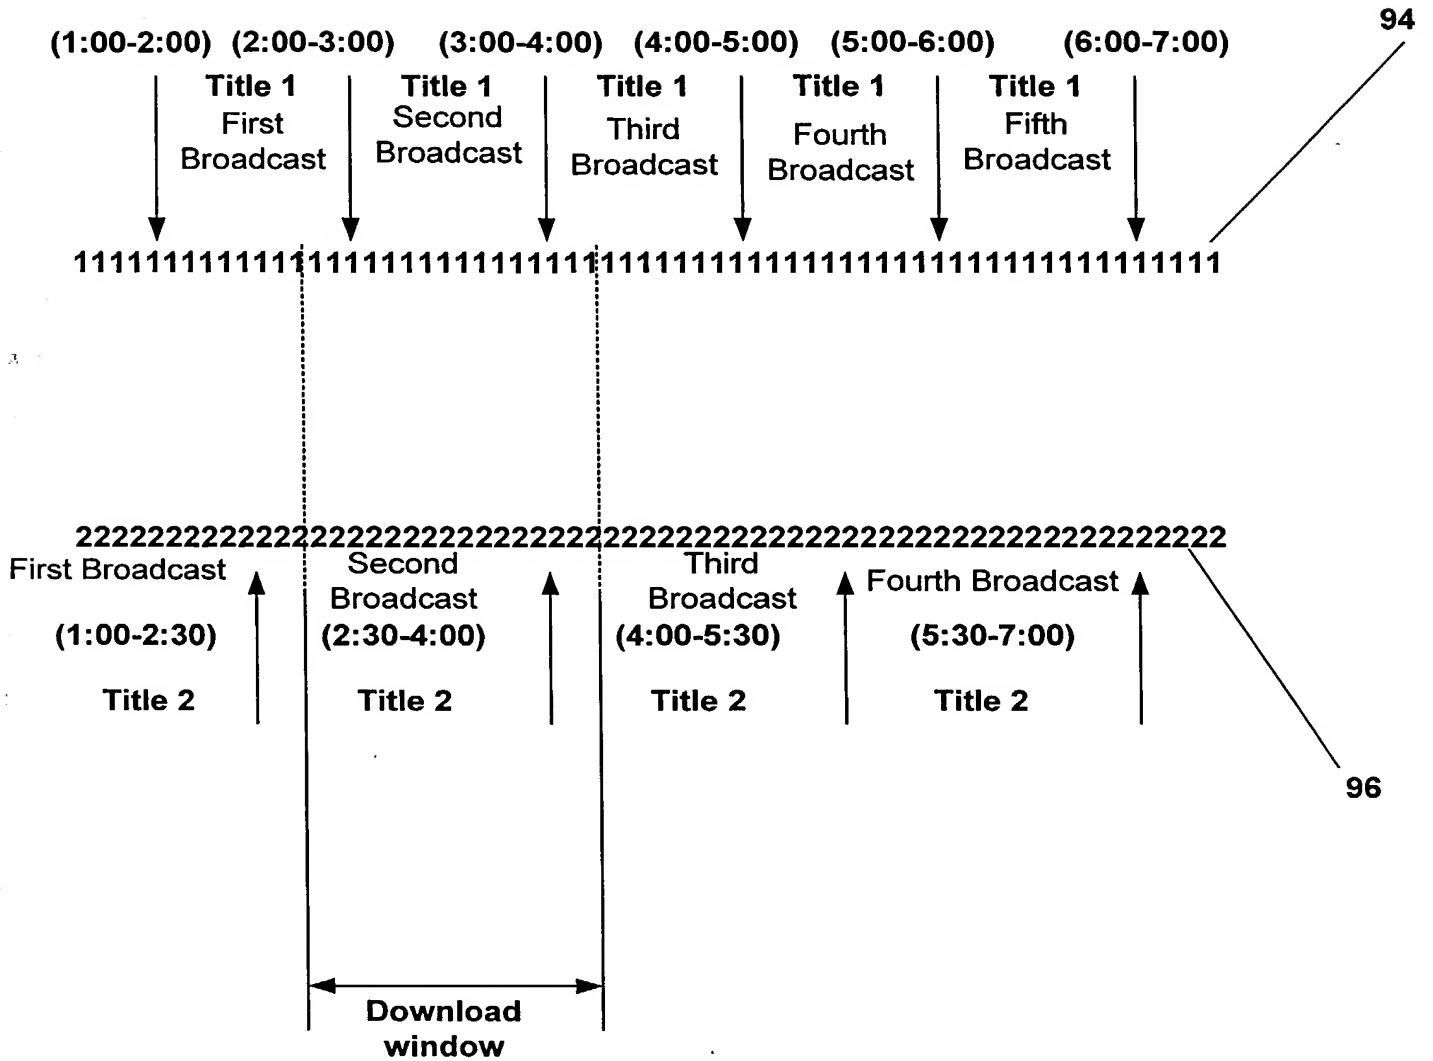 94
(1:00-2:00) (2:00-3:00) (3:00-4:00) (4:00-5:00) (5:00-6:00) (6:00-7:00)
Title 1 Title 1 Title 1 Title 1 Title 1
First Second Third Fourth Fifth
Broadcast Broadcast Broadcast Broadcast Broadcast
111111111111111111111111111111111111111111111111111111111111111
222222222222222222222222222222222222222222222222222222222222222
First Broadcast Second Third Fourth Broadcast
Broadcast Broadcast
(1:00-2:30) (2:30-4:00) (4:00-5:30) (5:30-7:00)
Title 2 Title 2 Title 2 Title 2
96
Download
window